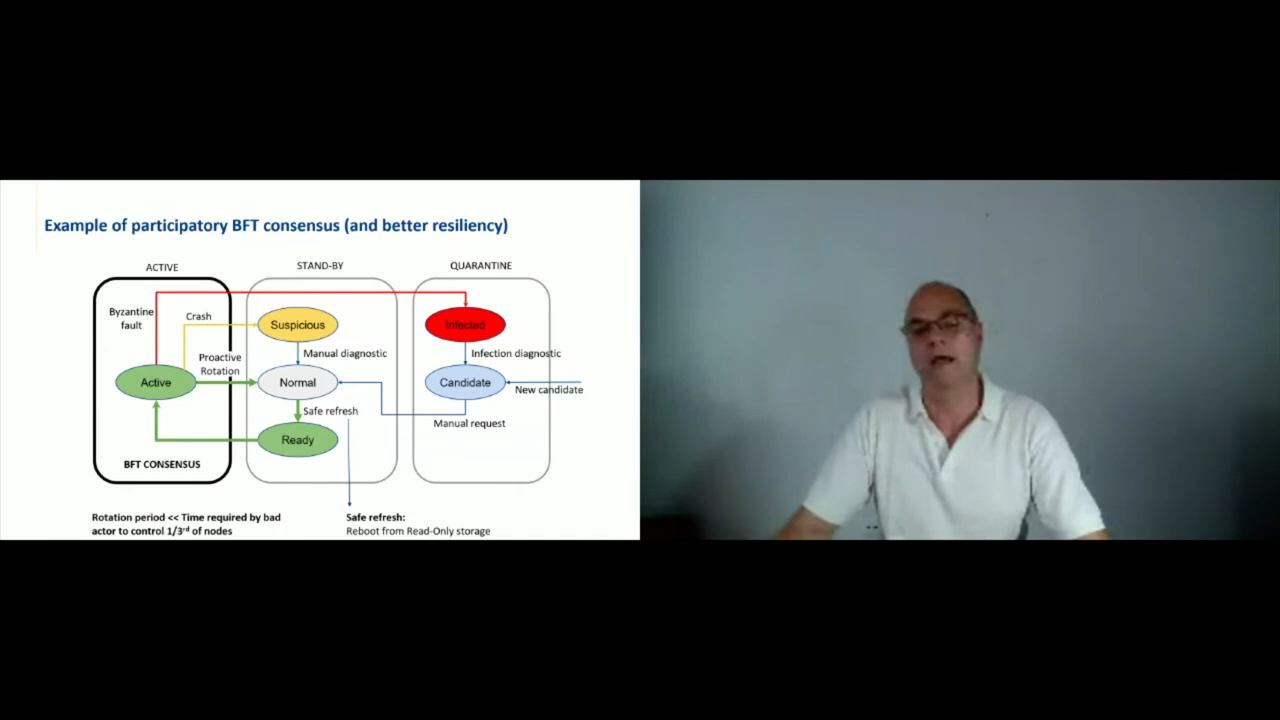 Example of participatory BFT consensus (and better resiliency)
ACTIVE
STAND-BY
QUARANTINE
Byzantine
fault
Crash
Suspicious
Infected
Manual diagnostic
Infection diagnostic
Proactive
Rotation
Active
Normal
Candidate
New candidate
Safe refresh
Manual request
Ready
BFT CONSENSUS
Rotation period << Time required by bad
actor to control 1/3rd of nodes
Safe refresh:
Reboot from Read-Only storage